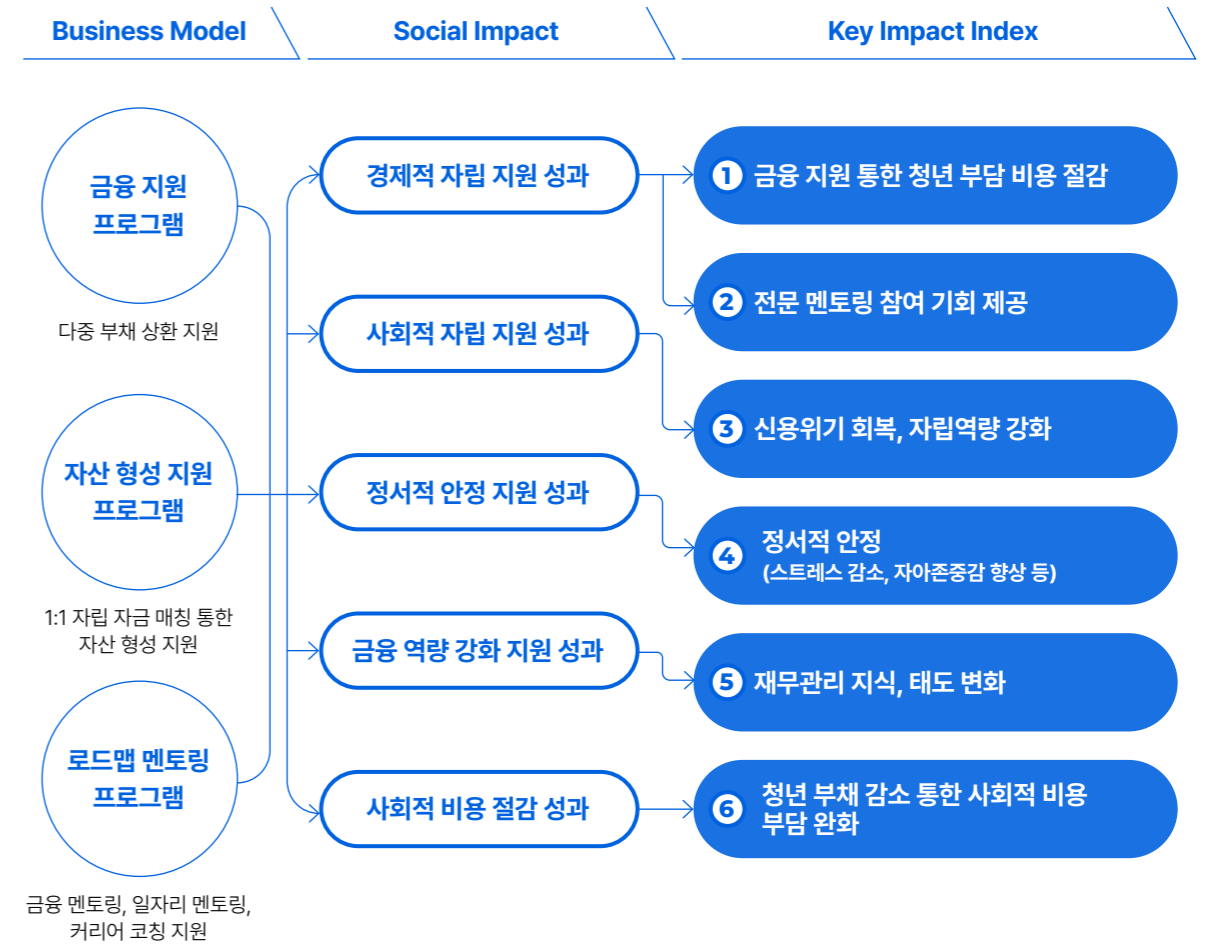 Business Model
Social Impact
Key Impact Index
금융 지원
프로그램
다중 부채 상환 지원
자산 형성 지원
프로그램
1:1 자립 자금 매칭 통한
자산 형성 지원
로드맵 멘토링
프로그램
금융 멘토링, 일자리 멘토링,
커리어 코칭 지원
경제적 자립 지원 성과
사회적 자립 지원 성과
정서적 안정 지원 성과
금융 역량 강화 지원 성과
사회적 비용 절감 성과
1 금융 지원 통한 청년 부담 비용 절감
2 전문 멘토링 참여 기회 제공
3 신용위기 회복, 자립역량 강화
4 정서적 안정
(스트레스 감소, 자아존중감 향상 등)
5 재무관리 지식, 태도 변화
6 청년 부채 감소 통한 사회적 비용
부담 완화